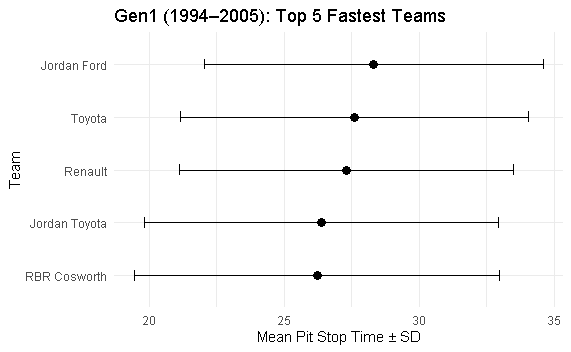 Gen1 (1994–2005): Top 5 Fastest Teams
Team
Jordan Ford
Toyota
Renault
Jordan Toyota
RBR Cosworth
20 25 30 35
Mean Pit Stop Time ± SD